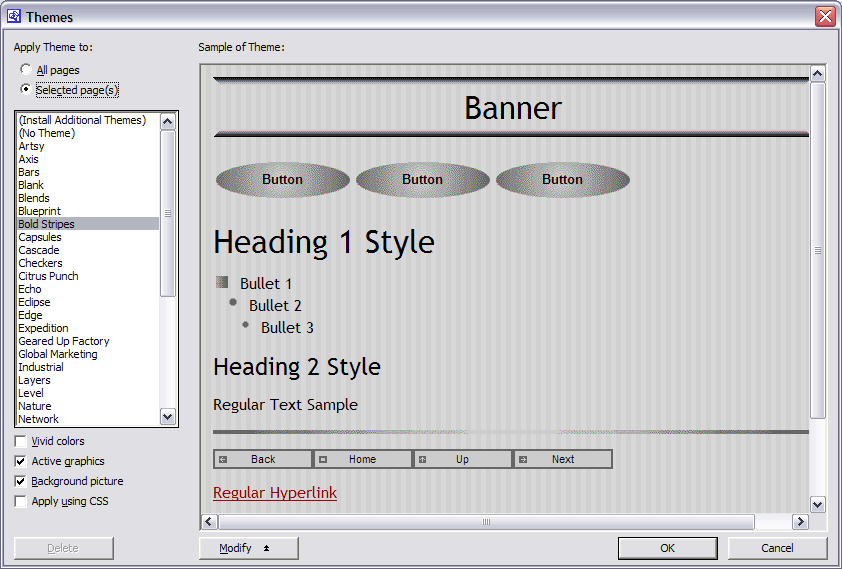 Themes
Apply Theme to:
All pages
Selected page(s)
(Install Additional Themes)
(No Theme)
Artsy
Axis
Bars
Blank
Blends
Blueprint
Bold Stripes
Capsules
Cascade
Checkers
Citrus Punch
Echo
Eclipse
Edge
Expedition
Geared Up Factory
Global Marketing
Industrial
Layers
Level
Nature
Network
Vivid colors
Active graphics
Background picture
Apply using CSS
Delete
Sample of Theme:
Banner
Button Button Button
Heading 1 Style
Bullet 1
Bullet 2
Bullet 3
Heading 2 Style
Regular Text Sample
Back Home Up Next
Regular Hyperlink
Modify
OK
Cancel